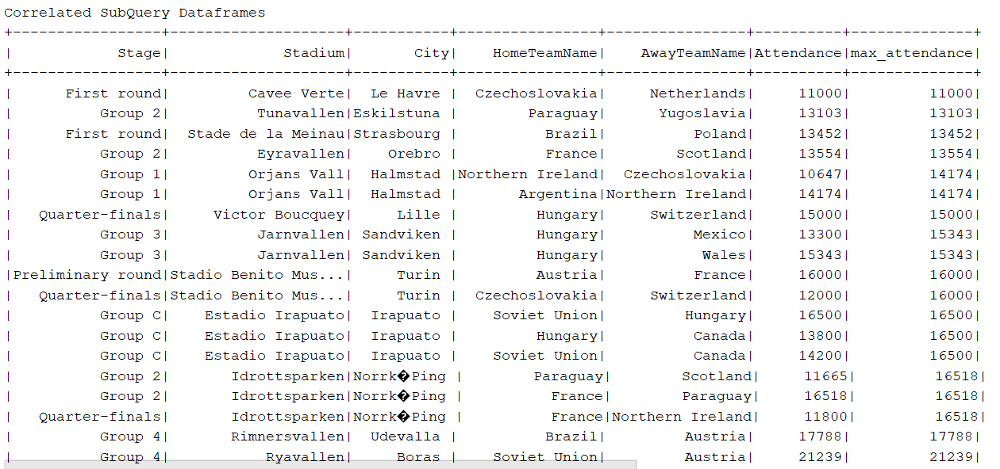 Correlated SubQuery Dataframes
+-----------------+--------------------+-----------+----------------+----------------+----------+--------------+
|            Stage|             Stadium|       City|    HomeTeamName|    AwayTeamName|Attendance|max_attendance|
+-----------------+--------------------+-----------+----------------+----------------+----------+--------------+
|      First round|         Cavee Verte|  Le Havre |  Czechoslovakia|     Netherlands|     11000|         11000|
|          Group 2|          Tunavallen|Eskilstuna |        Paraguay|      Yugoslavia|     13103|         13103|
|      First round|  Stade de la Meinau|Strasbourg |          Brazil|          Poland|     13452|         13452|
|          Group 2|          Eyravallen|    Orebro |          France|        Scotland|     13554|         13554|
|          Group 1|         Orjans Vall|  Halmstad |Northern Ireland|  Czechoslovakia|     10647|         14174|
|          Group 1|         Orjans Vall|  Halmstad |       Argentina|Northern Ireland|     14174|         14174|
|   Quarter-finals|     Victor Boucquey|     Lille |         Hungary|     Switzerland|     15000|         15000|
|          Group 3|          Jarnvallen| Sandviken |         Hungary|          Mexico|     13300|         15343|
|          Group 3|          Jarnvallen| Sandviken |         Hungary|           Wales|     15343|         15343|
|Preliminary round|Stadio Benito Mus...|     Turin |         Austria|          France|     16000|         16000|
|   Quarter-finals|Stadio Benito Mus...|     Turin |  Czechoslovakia|     Switzerland|     12000|         16000|
|          Group C|    Estadio Irapuato|  Irapuato |    Soviet Union|         Hungary|     16500|         16500|
|          Group C|    Estadio Irapuato|  Irapuato |         Hungary|          Canada|     13800|         16500|
|          Group C|    Estadio Irapuato|  Irapuato |    Soviet Union|          Canada|     14200|         16500|
|          Group 2|       Idrottsparken|Norrk�Ping |        Paraguay|        Scotland|     11665|         16518|
|          Group 2|       Idrottsparken|Norrk�Ping |          France|        Paraguay|     16518|         16518|
|   Quarter-finals|       Idrottsparken|Norrk�Ping |          France|Northern Ireland|     11800|         16518|
|          Group 4|       Rimnersvallen|  Udevalla |          Brazil|         Austria|     17788|         17788|
|          Group 4|           Ryavallen|     Boras |    Soviet Union|         Austria|     21239|         21239|